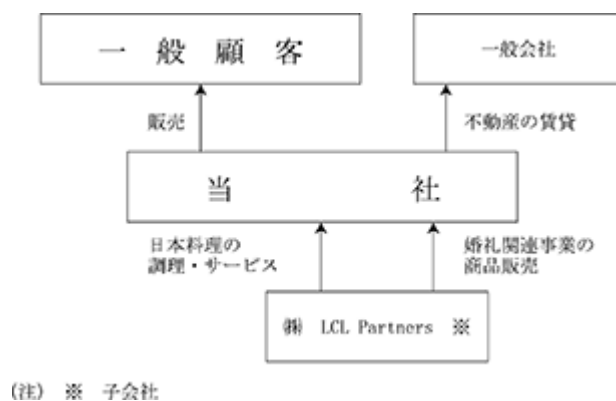 一般顧客
一般会社
販売
不動産の賃貸
当社
日本料理の
調理・サービス
婚礼関連事業の
商品販売
㈱ LCL Partners ※
(注) ※ 子会社